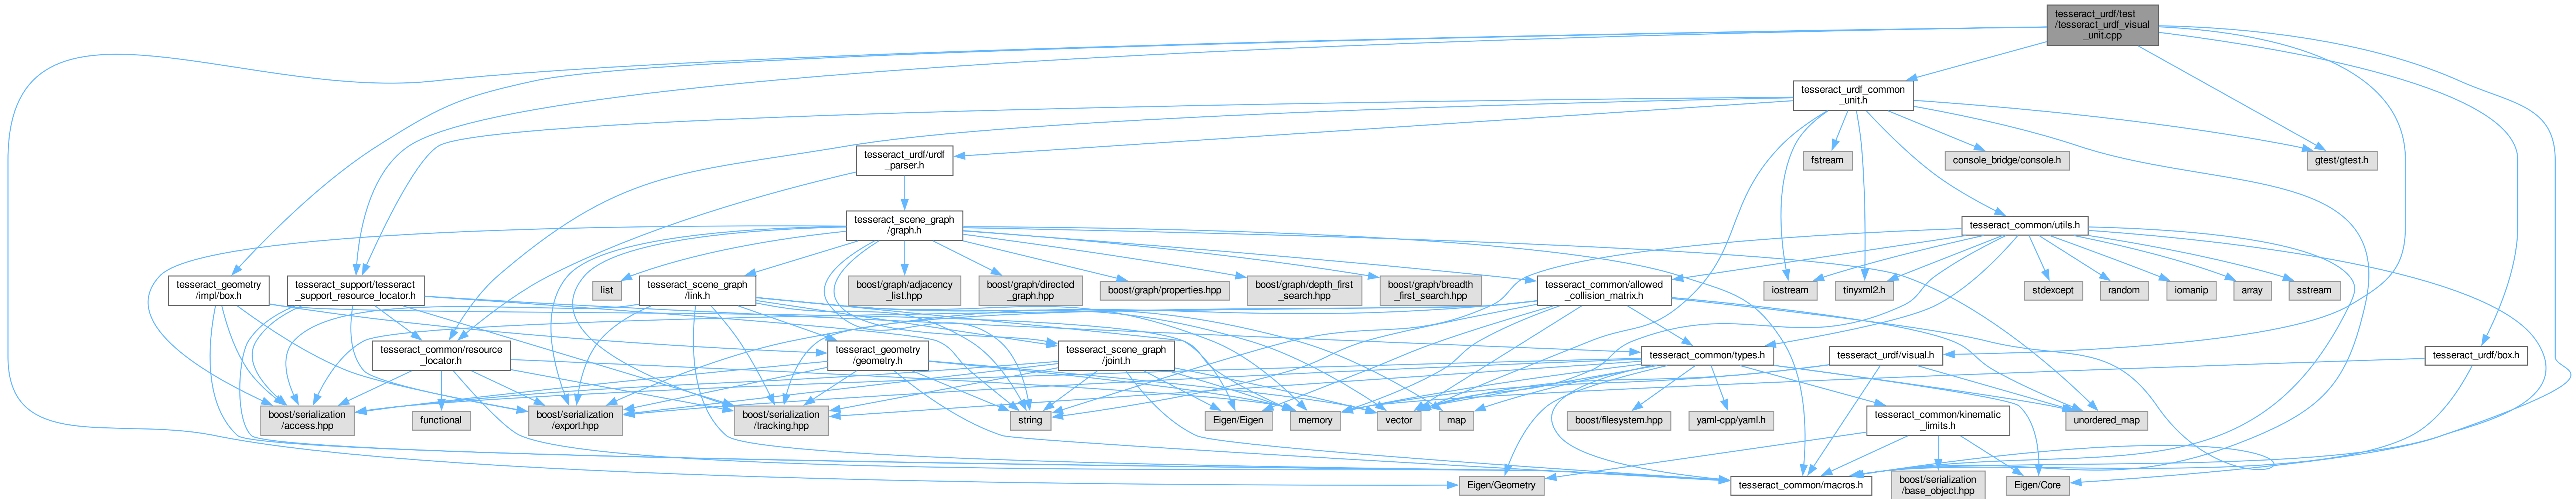 tesseract_urdf/test
/tesseract_urdf_visual
_unit.cpp
tesseract_urdf_common
_unit.h
tesseract_urdf/urdf
_parser.h
fstream
console_bridge/console.h
gtest/gtest.h
tesseract_scene_graph
/graph.h
tesseract_common/utils.h
tesseract_geometry
/impl/box.h
tesseract_support/tesseract
_support_resource_locator.h
list
tesseract_scene_graph
/link.h
boost/graph/adjacency
_list.hpp
boost/graph/directed
_graph.hpp
boost/graph/properties.hpp
boost/graph/depth_first
_search.hpp
boost/graph/breadth
_first_search.hpp
tesseract_common/allowed
_collision_matrix.h
iostream
tinyxml2.h
stdexcept
random
iomanip
array
sstream
tesseract_common/resource
_locator.h
tesseract_geometry
/geometry.h
tesseract_scene_graph
/joint.h
tesseract_common/types.h
tesseract_urdf/visual.h
tesseract_urdf/box.h
boost/serialization
/access.hpp
functional
boost/serialization
/export.hpp
boost/serialization
/tracking.hpp
string
Eigen/Eigen
memory
vector
map
boost/filesystem.hpp
yaml-cpp/yaml.h
tesseract_common/kinematic
_limits.h
unordered_map
Eigen/Geometry
tesseract_common/macros.h
boost/serialization
/base_object.hpp
Eigen/Core